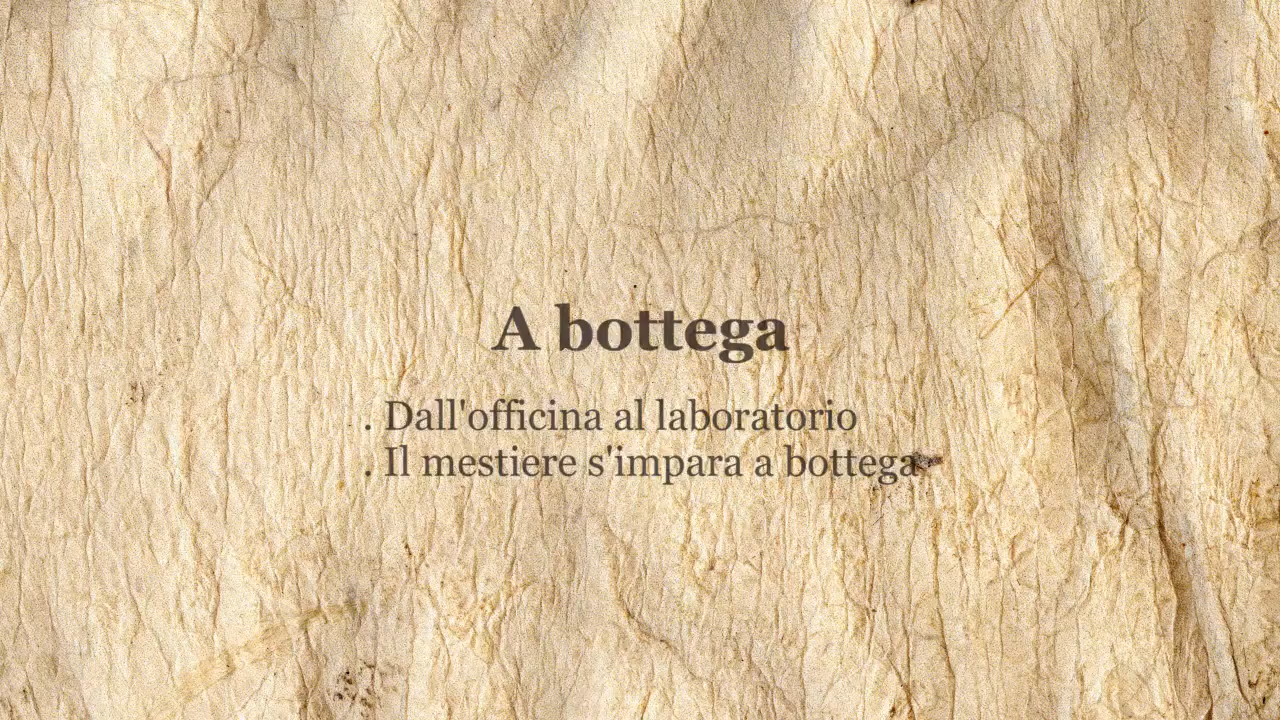 A bottega
. Dall'officina al laboratorio
. Il mestiere s'impara a bottega